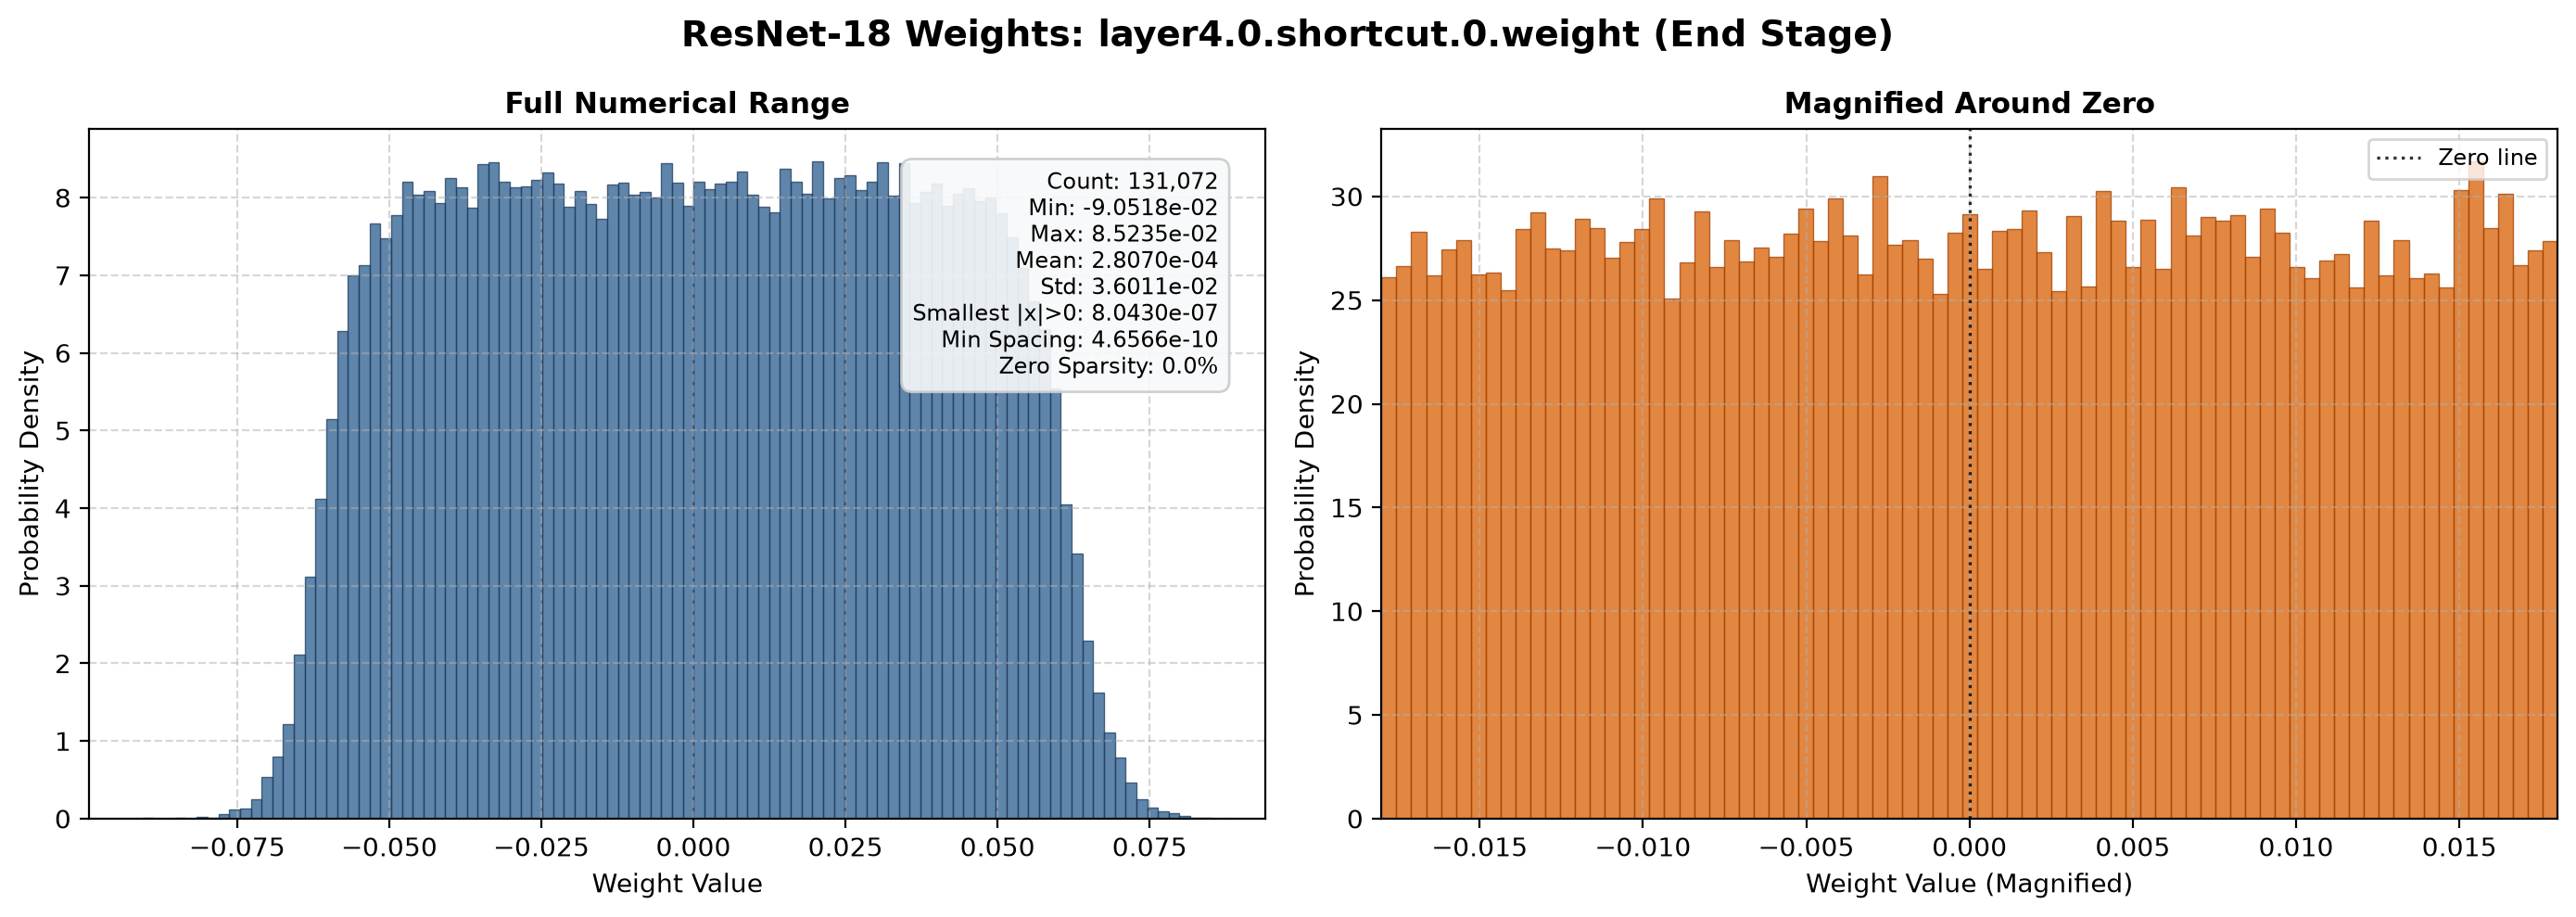 ResNet-18 Weights: layer4.0.shortcut.0.weight (End Stage)
Full Numerical Range
Probability Density
8
7
6
5
4
3
2
1
0
Count: 131,072
Min: -9.0518e-02
Max: 8.5235e-02
Mean: 2.8070e-04
Std: 3.6011e-02
Smallest |x|>0: 8.0430e-07
Min Spacing: 4.6566e-10
Zero Sparsity: 0.0%
−0.075 −0.050 −0.025 0.000 0.025 0.050 0.075
Weight Value
Magnified Around Zero
Probability Density
30
25
20
15
10
5
0
Zero line
−0.015 −0.010 −0.005 0.000 0.005 0.010 0.015
Weight Value (Magnified)